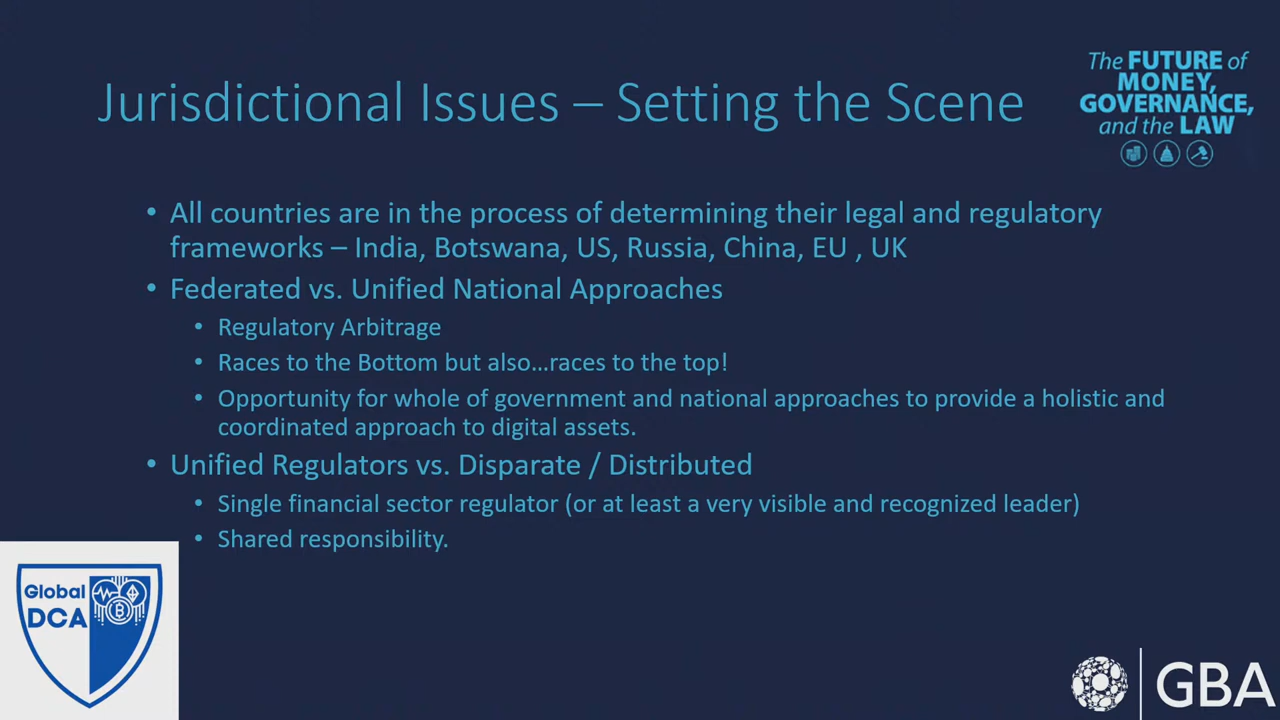 Jurisdictional Issues – Setting the Scene
The FUTURE of
MONEY,
GOVERNANCE,
and the LAW
• All countries are in the process of determining their legal and regulatory
frameworks – India, Botswana, US, Russia, China, EU , UK
• Federated vs. Unified National Approaches
• Regulatory Arbitrage
• Races to the Bottom but also…races to the top!
• Opportunity for whole of government and national approaches to provide a holistic and
coordinated approach to digital assets.
• Unified Regulators vs. Disparate / Distributed
• Single financial sector regulator (or at least a very visible and recognized leader)
• Shared responsibility.
Global
DCA
GBA